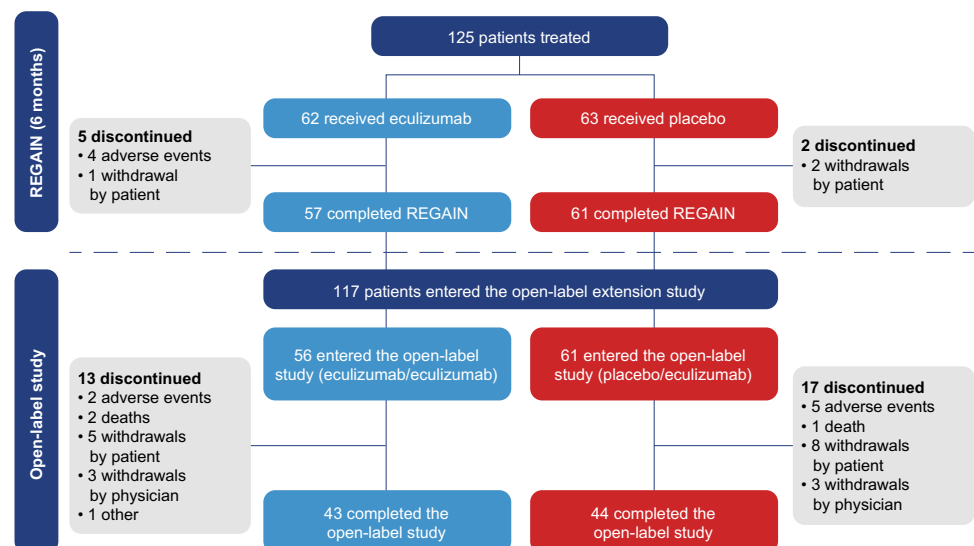 REGAIN (6 months)
125 patients treated
62 received eculizumab
63 received placebo
5 discontinued
• 4 adverse events
• 1 withdrawal
by patient
2 discontinued
• 2 withdrawals
by patient
57 completed REGAIN
61 completed REGAIN
Open-label study
117 patients entered the open-label extension study
56 entered the open-label
study (eculizumab/eculizumab)
61 entered the open-label
study (placebo/eculizumab)
13 discontinued
• 2 adverse events
• 2 deaths
• 5 withdrawals
by patient
• 3 withdrawals
by physician
• 1 other
17 discontinued
• 5 adverse events
• 1 death
• 8 withdrawals
by patient
• 3 withdrawals
by physician
43 completed the
open-label study
44 completed the
open-label study